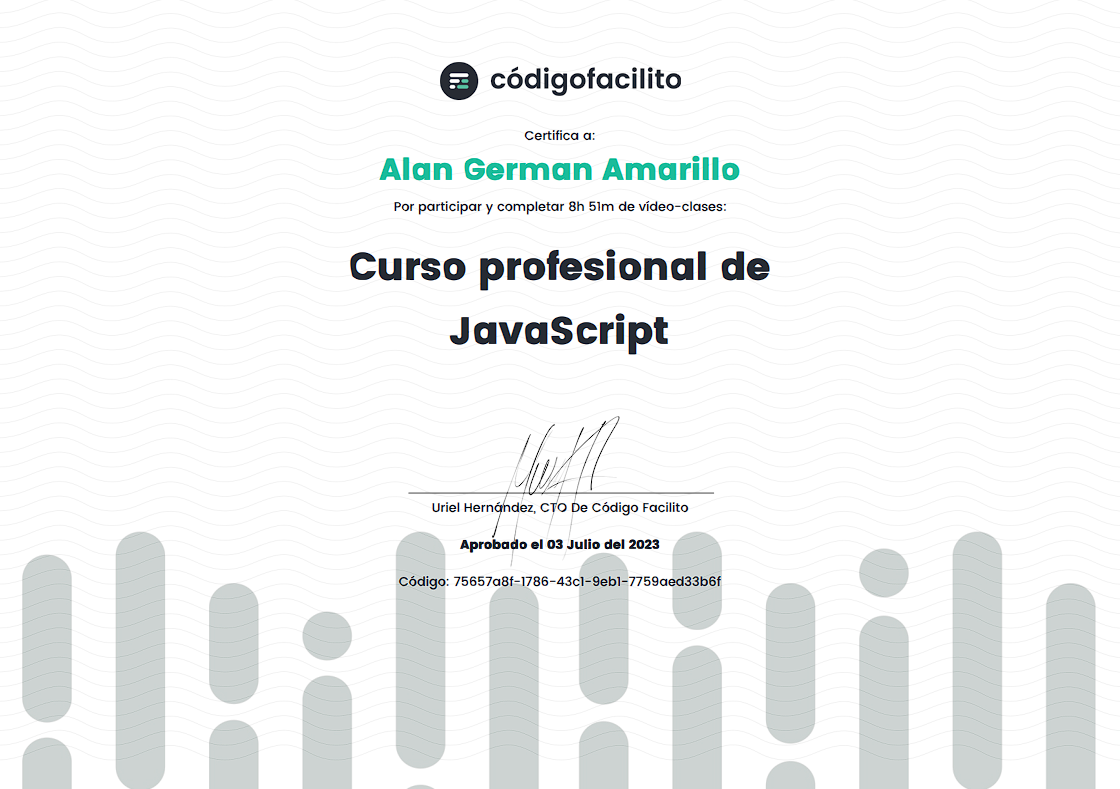 códigofacilito
Certifica a:
Alan German Amarillo
Por participar y completar 8h 51m de vídeo-clases:
Curso profesional de
JavaScript
Uriel Hernández, CTO De Código Facilito
Aprobado el 03 Julio del 2023
Código: 75657a8f-1786-43c1-9eb1-7759aed33b6f